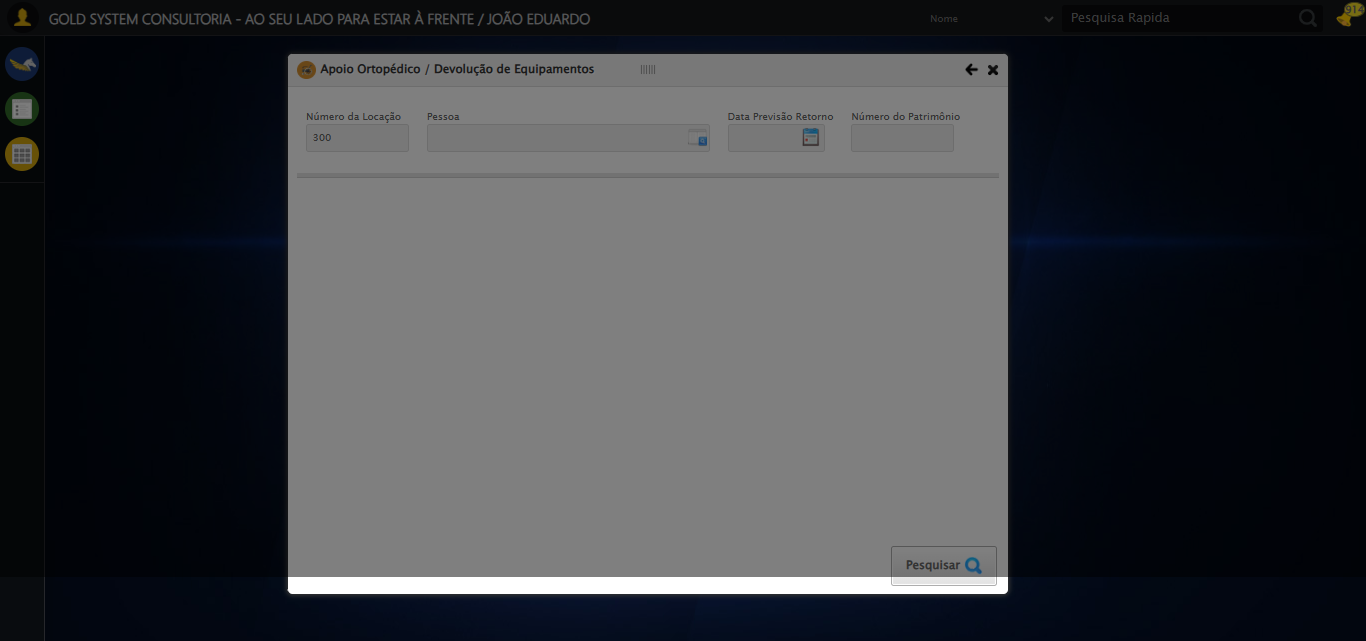 GOLD SYSTEM CONSULTORIA - AO SEU LADO PARA ESTAR À FRENTE / JOÃO EDUARDO
Nome
Pesquisa Rapida
914
Apoio Ortopédico / Devolução de Equipamentos
Número da Locação
Pessoa
Data Previsão Retorno
Número do Patrimônio
300
Pesquisar